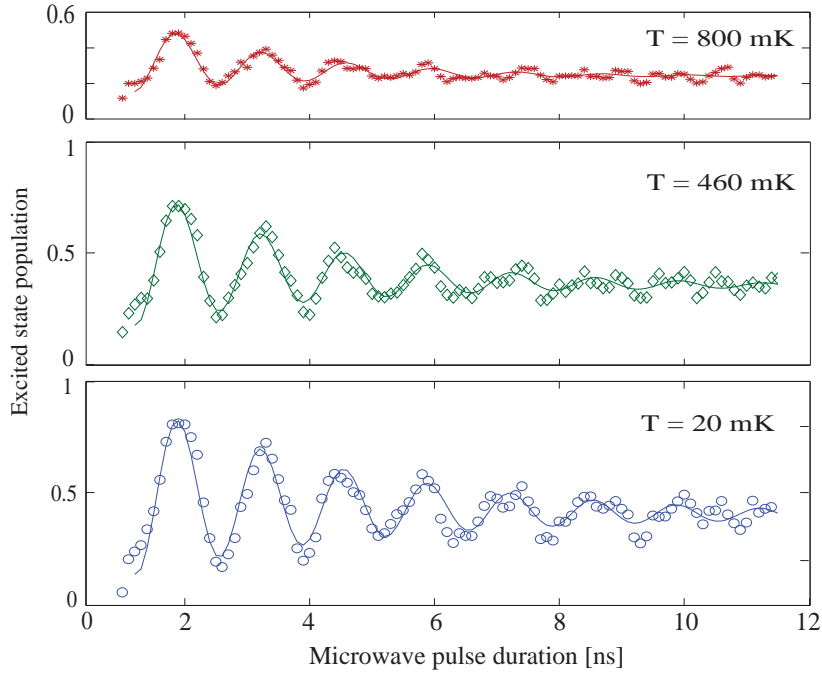 0.6
T = 800 mK
0
1
T = 460 mK
0.5
Excited state population
0
1
T = 20 mK
0.5
0
0 2 4 6 8 10 12
Microwave pulse duration [ns]